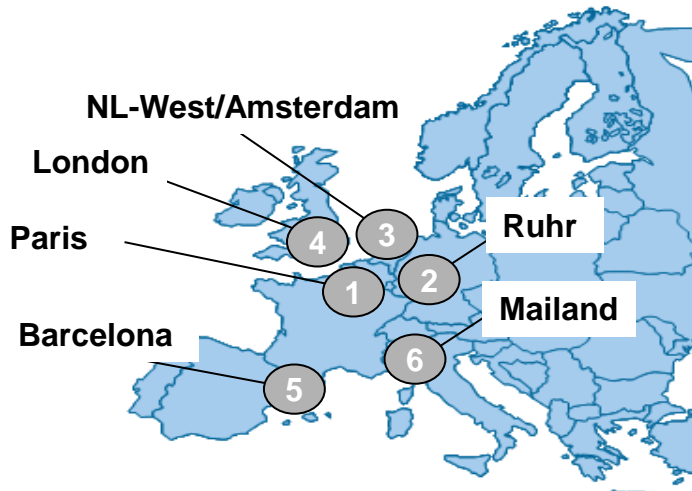 NL-West/Amsterdam
London
Ruhr
Paris
4
3
2
1
Mailand
Barcelona
6
5